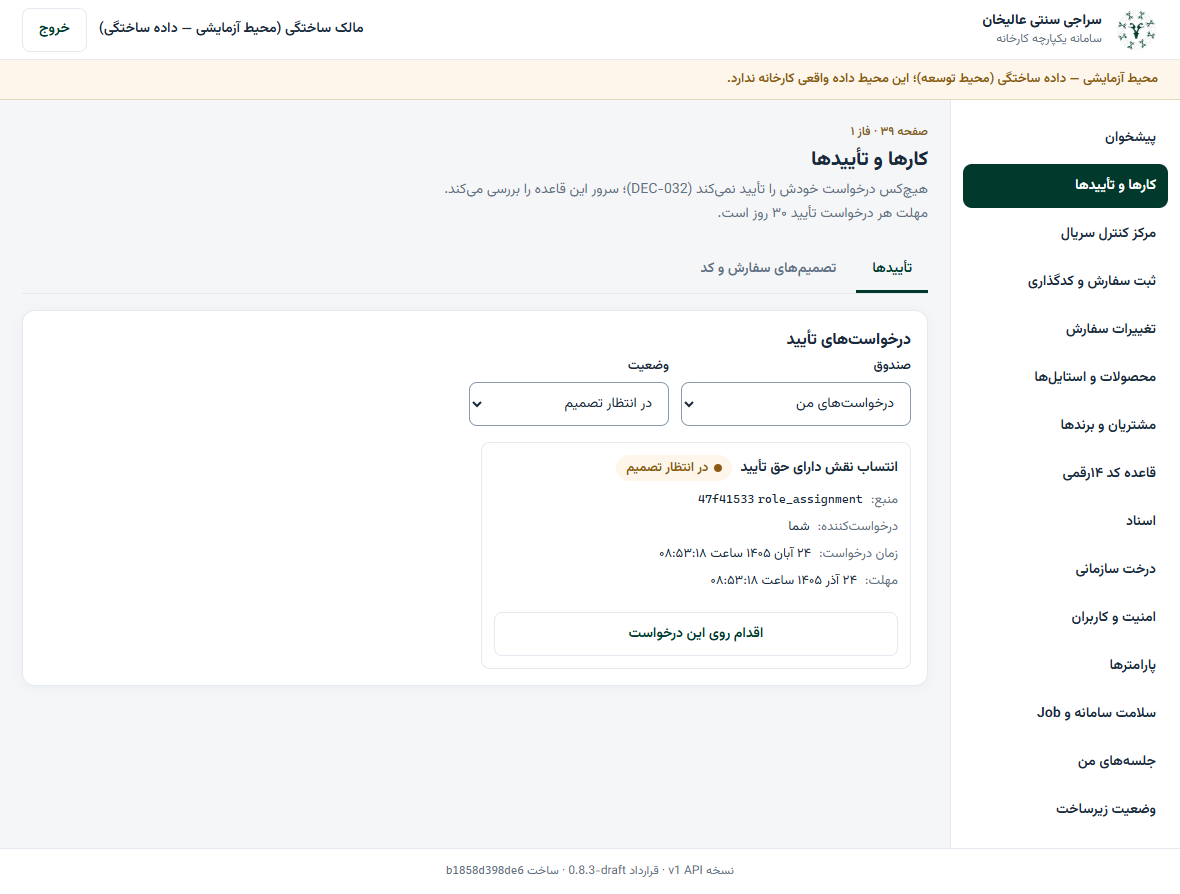 سراجی سنتی عالیخان
سامانه یکپارچه کارخانه
مالک ساختگی (محیط آزمایشی – داده ساختگی)
خروج
محیط آزمایشی – داده ساختگی (محیط توسعه)؛ این محیط داده واقعی کارخانه ندارد.
پیشخوان
کارها و تأییدها
مرکز کنترل سریال
ثبت سفارش و کدگذاری
تغییرات سفارش
محصولات و استایل‌ها
مشتریان و برندها
قاعده کد ۱۴رقمی
اسناد
درخت سازمانی
امنیت و کاربران
پارامترها
سلامت سامانه و Job
جلسه‌های من
وضعیت زیرساخت
صفحه ۳۹ · فاز ۱
کارها و تأییدها
هیچ‌کس درخواست خودش را تأیید نمی‌کند (DEC-032)؛ سرور این قاعده را بررسی می‌کند.
مهلت هر درخواست تأیید ۳۰ روز است.
تأییدها
تصمیم‌های سفارش و کد
درخواست‌های تأیید
صندوق
وضعیت
درخواست‌های من
در انتظار تصمیم
انتساب نقش دارای حق تأیید
در انتظار تصمیم
منبع: role_assignment 47f41533
درخواست‌کننده: شما
زمان درخواست: ۲۴ آبان ۱۴۰۵ ساعت ۰۸:۵۳:۱۸
مهلت: ۲۴ آذر ۱۴۰۵ ساعت ۰۸:۵۳:۱۸
اقدام روی این درخواست
نسخه API v1 · قرارداد 0.8.3-draft · ساخت b1858d398de6